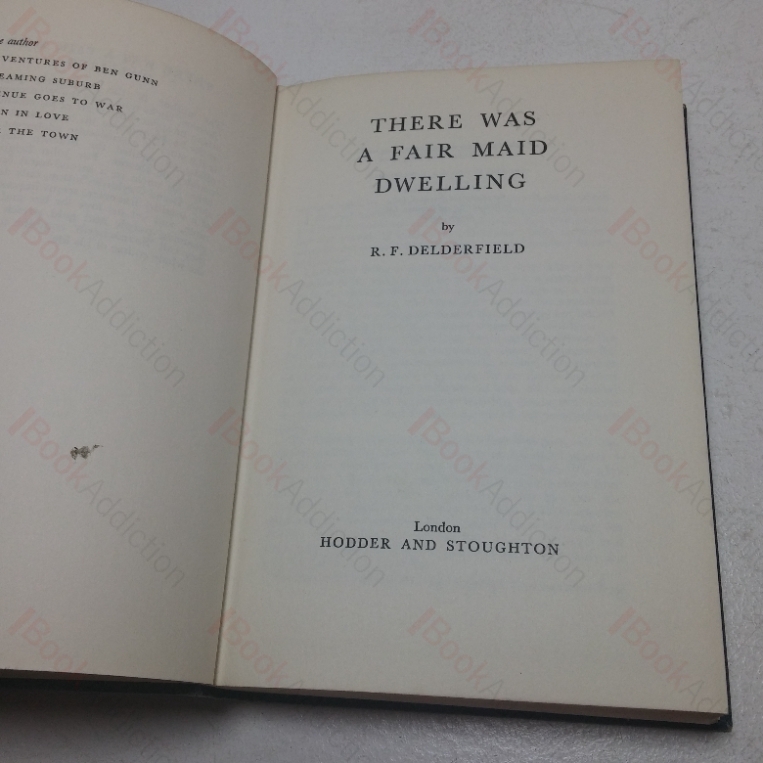 e author
VENTURES OF BEN GUNN
EAMING SUBURB
NUE GOES TO WAR
N IN LOVE
THE TOWN
THERE WAS
A FAIR MAID
DWELLING
by
R. F. DELDERFIELD
London
HODDER AND STOUGHTON
BookAddiction